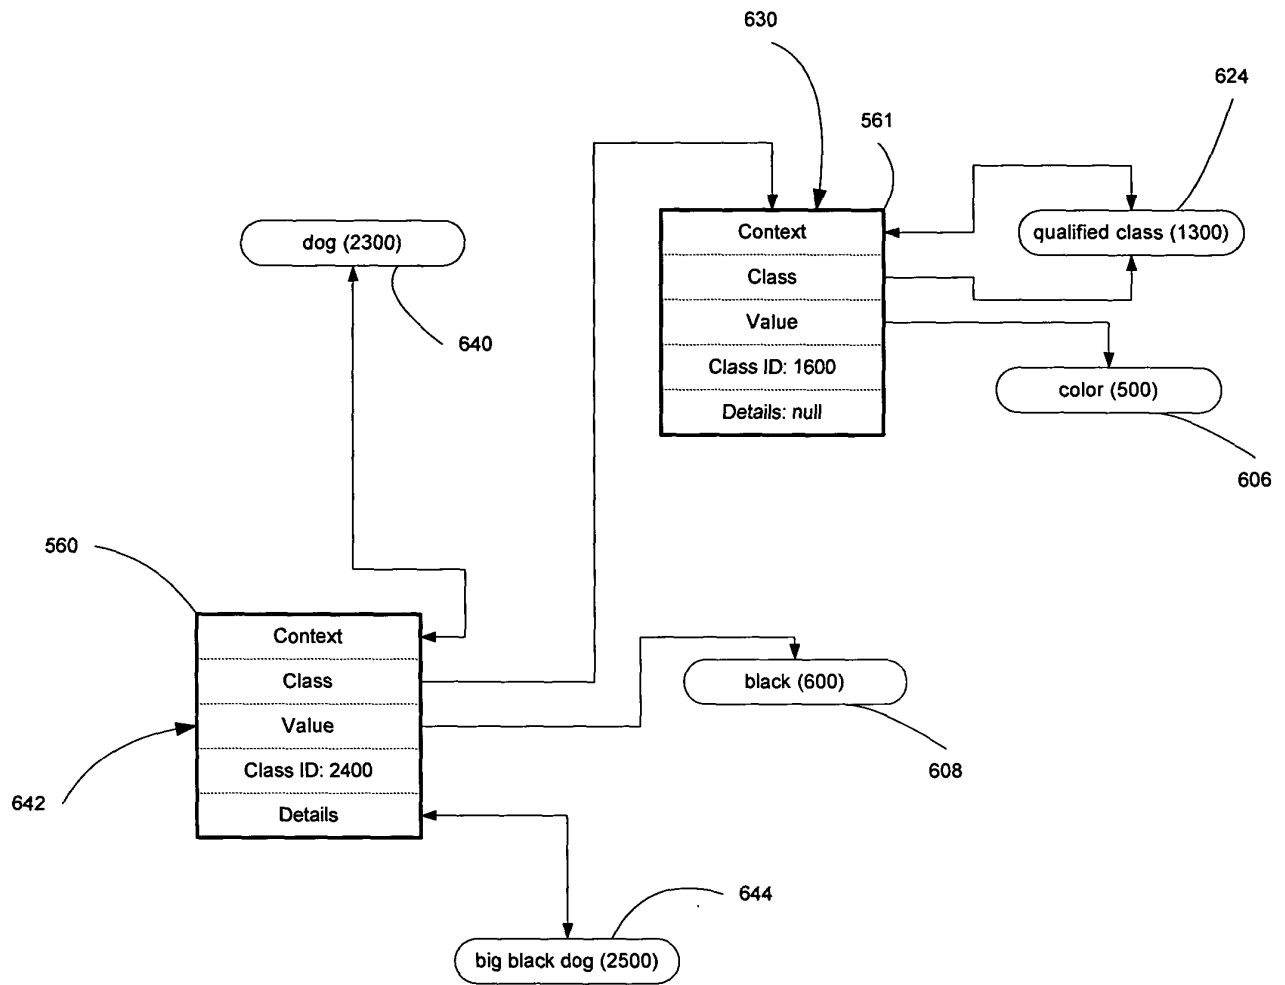 630
624
561
Context
Class
Value
Class ID: 1600
Details: null
qualified class (1300)
color (500)
606
dog (2300)
640
560
Context
Class
Value
Class ID: 2400
Details
642
black (600)
608
644
big black dog (2500)